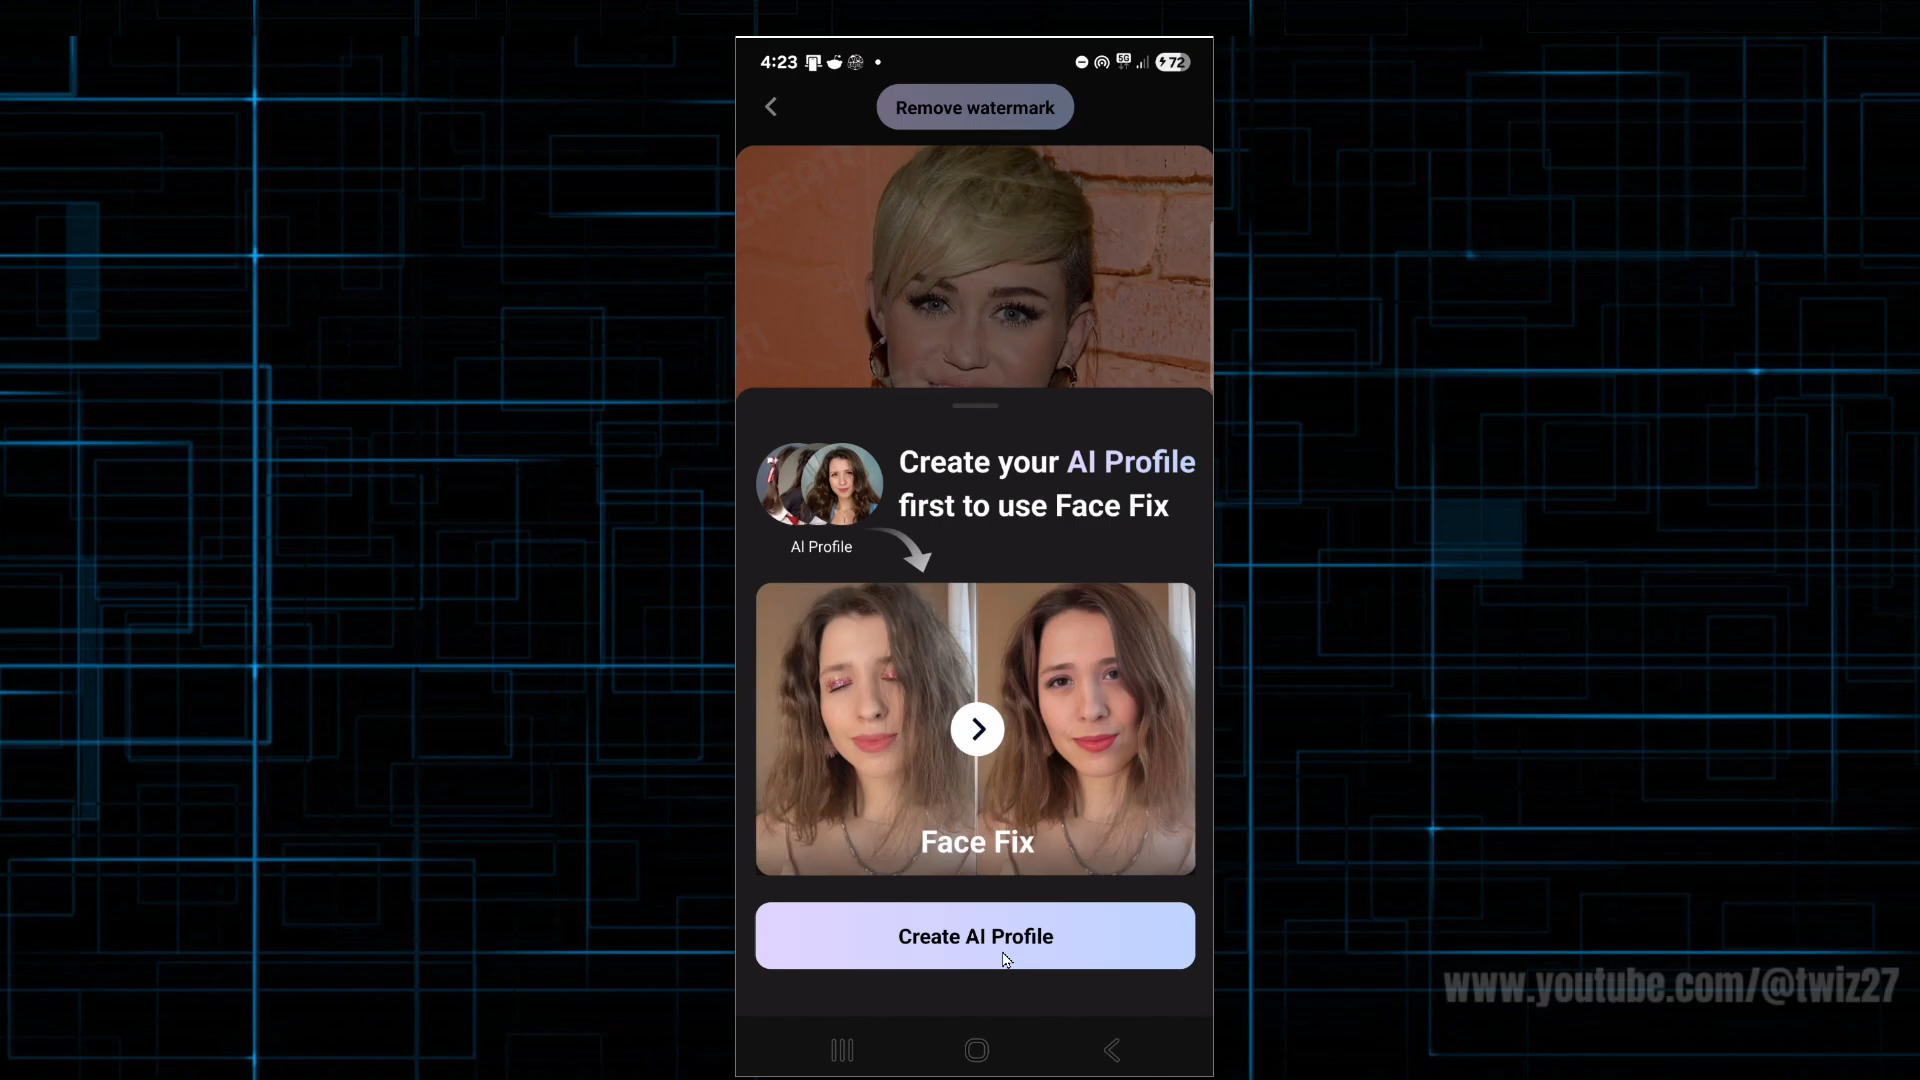 4:23
5G
72
Remove watermark
Create your AI Profile
first to use Face Fix
AI Profile
Face Fix
Create AI Profile
www.youtube.com/@twiz27